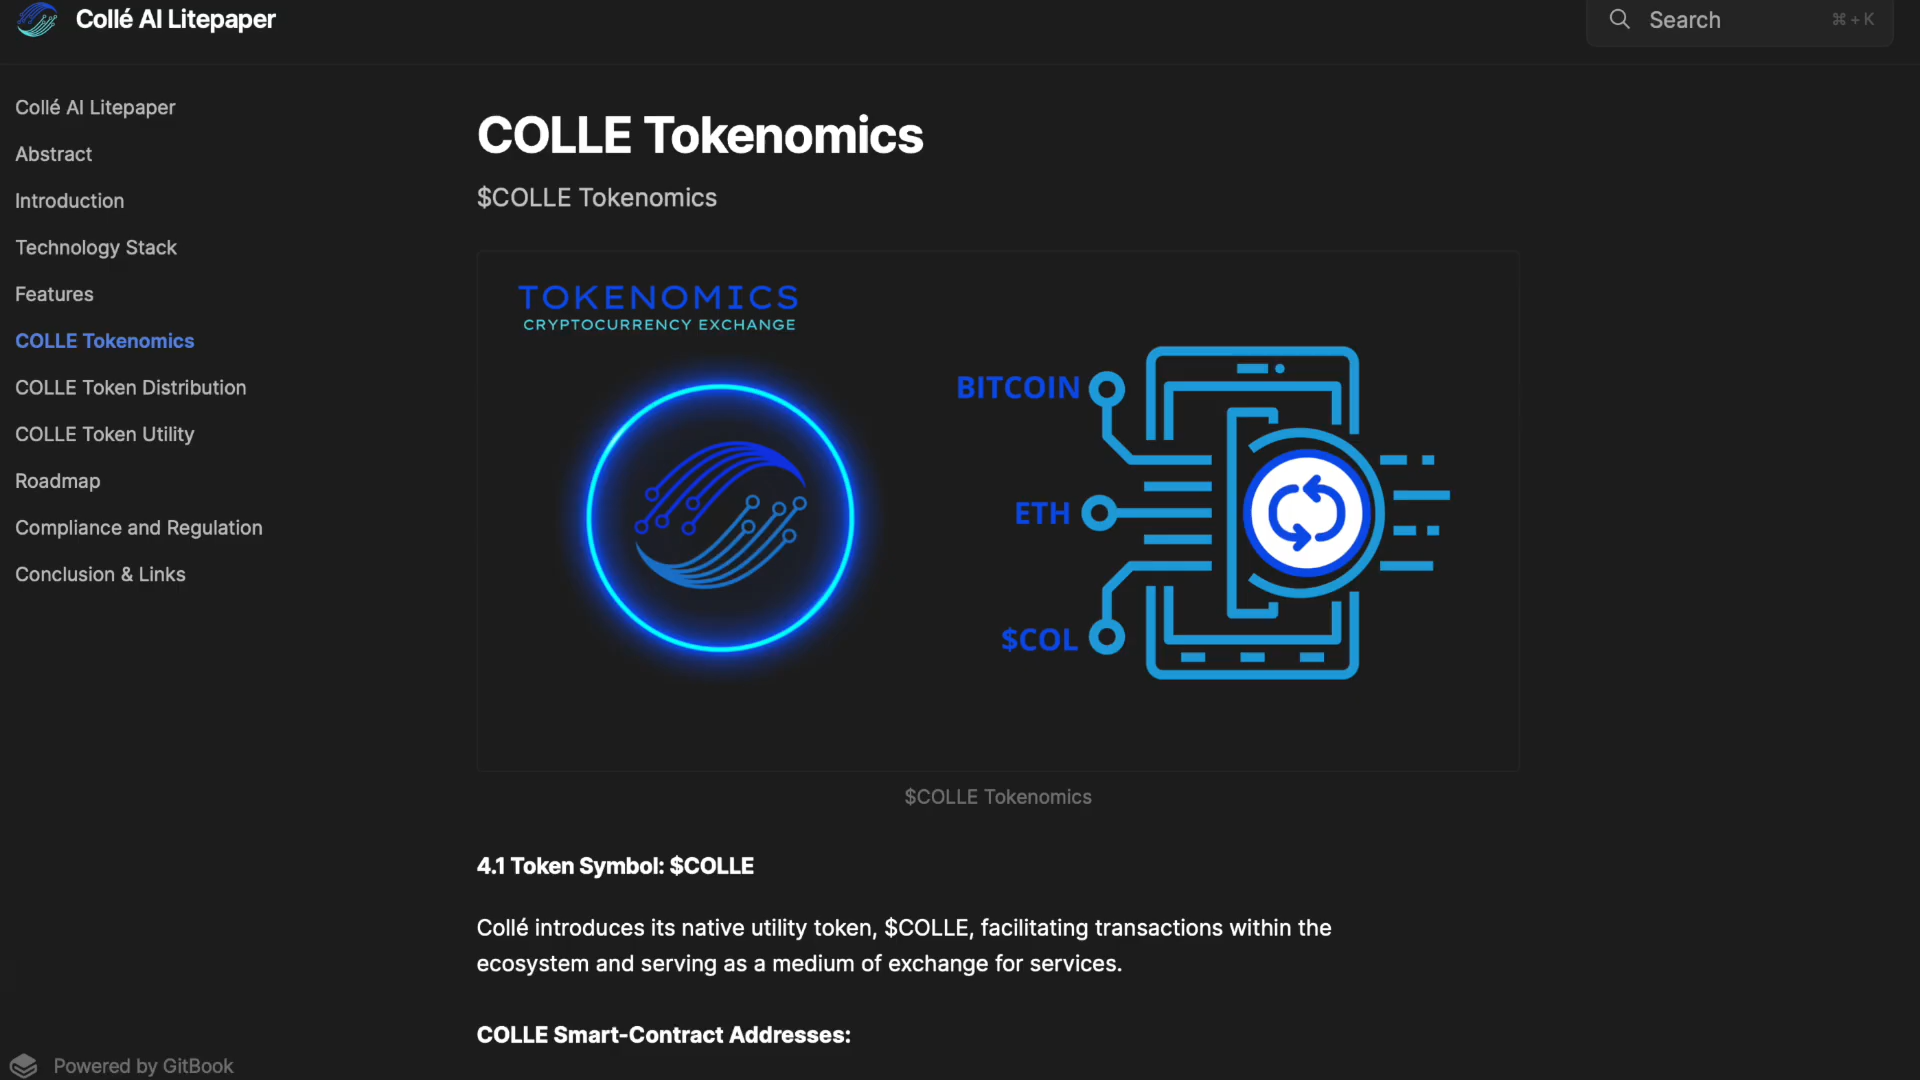 Collé AI Litepaper
Search
⌘ + K
Collé AI Litepaper
Abstract
Introduction
Technology Stack
Features
COLLE Tokenomics
COLLE Token Distribution
COLLE Token Utility
Roadmap
Compliance and Regulation
Conclusion & Links
Powered by GitBook
COLLE Tokenomics
$COLLE Tokenomics
TOKENOMICS
CRYPTOCURRENCY EXCHANGE
BITCOIN
ETH
$COL
$COLLE Tokenomics
4.1 Token Symbol: $COLLE
Collé introduces its native utility token, $COLLE, facilitating transactions within the
ecosystem and serving as a medium of exchange for services.
COLLE Smart-Contract Addresses: